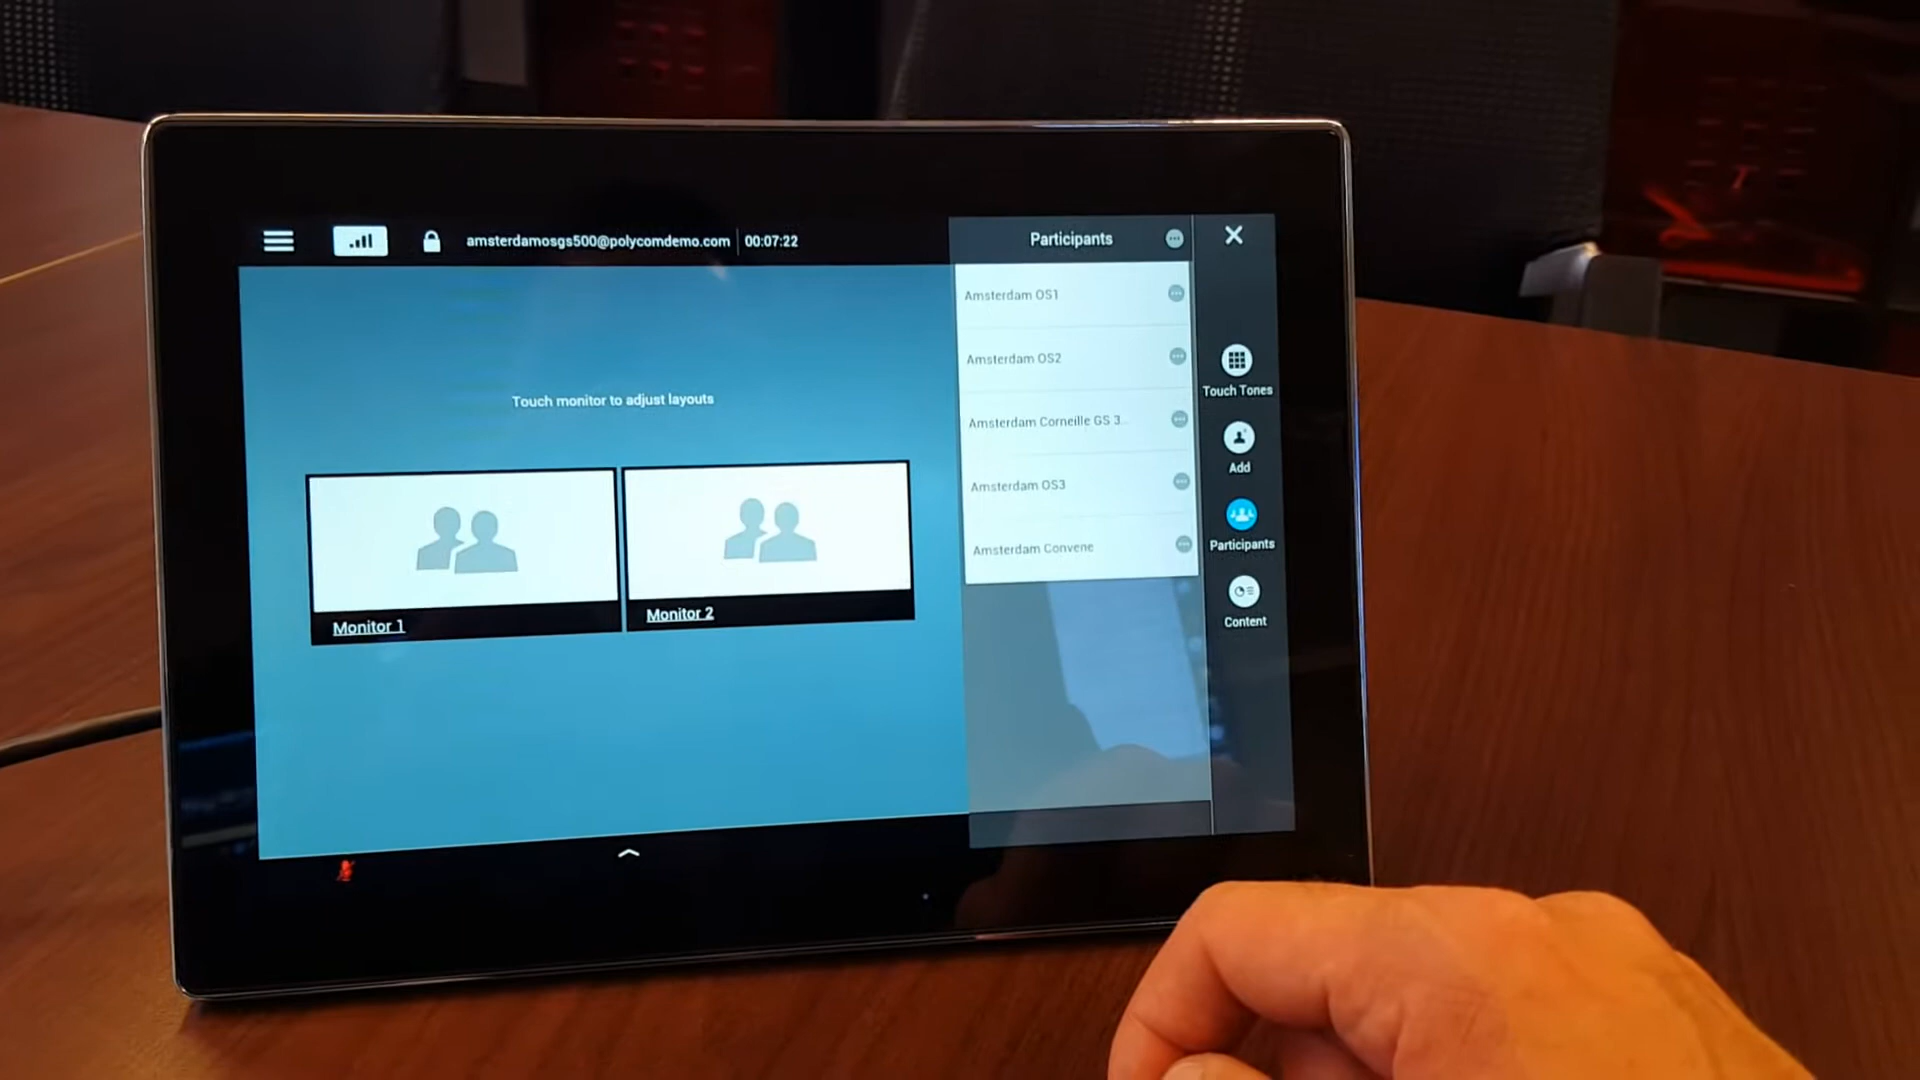 amsterdamosgs500@polycomdemo.com 00:07:22
Participants
Amsterdam OS1
Amsterdam OS2
Amsterdam Corneille GS 3..
Amsterdam OS3
Amsterdam Convene
Touch monitor to adjust layouts
Monitor 1
Monitor 2
Touch Tones
Add
Participants
Content